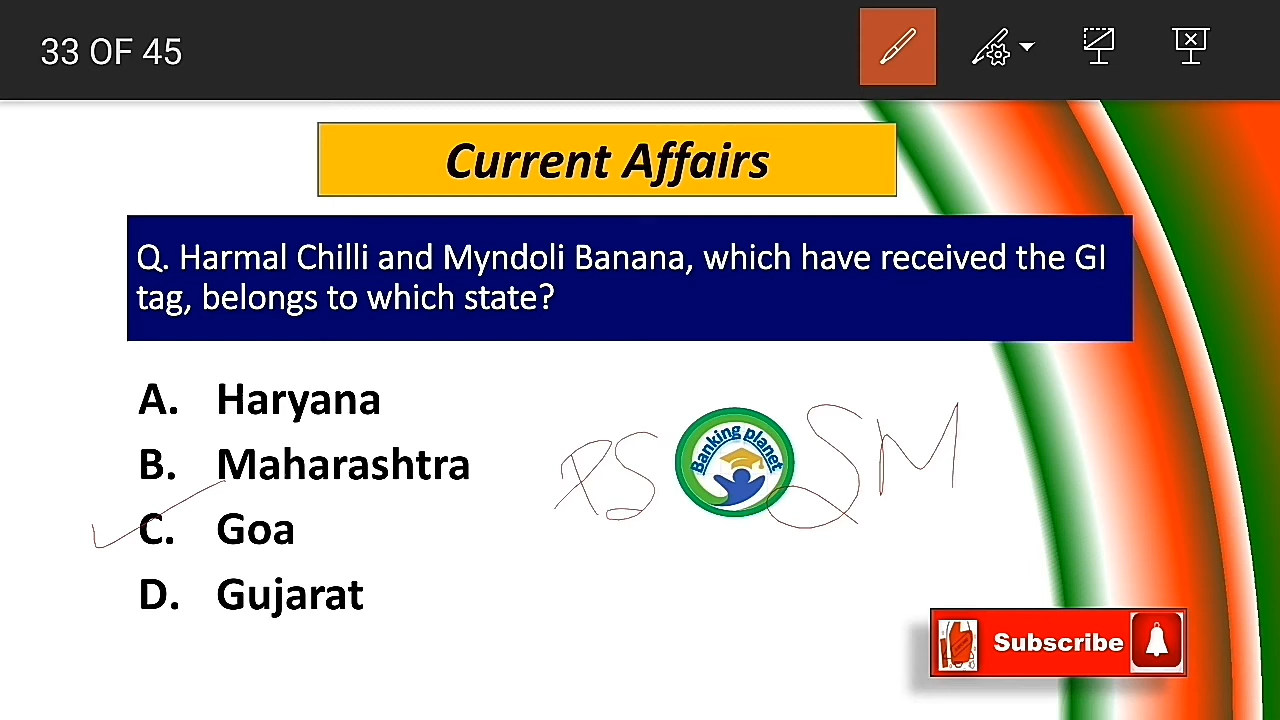 33 OF 45
Current Affairs
Q. Harmal Chilli and Myndoli Banana, which have received the GI
tag, belongs to which state?
A. Haryana
B. Maharashtra
C. Goa
D. Gujarat
Banking planet
SM
Subscribe